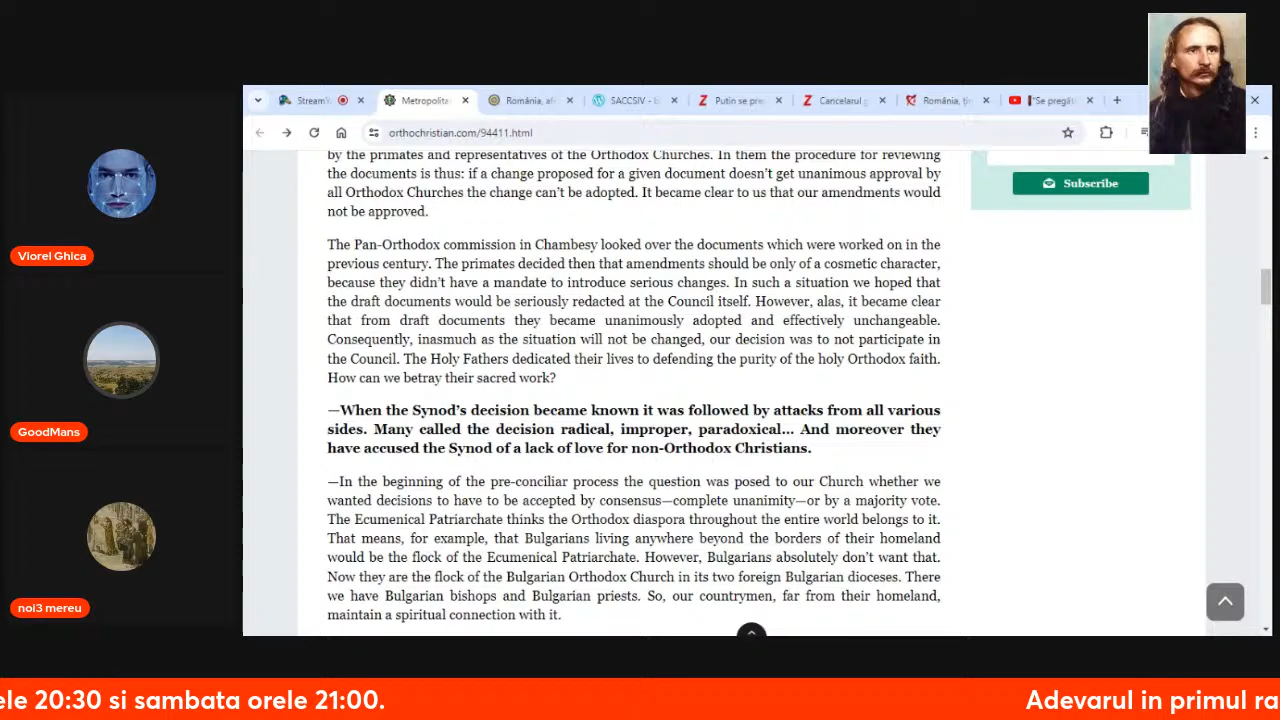 StreamY
Metropolita
România, af
SACCSIV - b
Putin se pre
Cancelarul g
România, țin
"Se pregăt
orthochristian.com/94411.html
by the primates and representatives of the Orthodox Churches. In them the procedure for reviewing
the documents is thus: if a change proposed for a given document doesn't get unanimous approval by
all Orthodox Churches the change can't be adopted. It became clear to us that our amendments would
not be approved.
Subscribe
The Pan-Orthodox commission in Chambesy looked over the documents which were worked on in the
previous century. The primates decided then that amendments should be only of a cosmetic character,
because they didn't have a mandate to introduce serious changes. In such a situation we hoped that
the draft documents would be seriously redacted at the Council itself. However, alas, it became clear
that from draft documents they became unanimously adopted and effectively unchangeable.
Consequently, inasmuch as the situation will not be changed, our decision was to not participate in
the Council. The Holy Fathers dedicated their lives to defending the purity of the holy Orthodox faith.
How can we betray their sacred work?
—When the Synod's decision became known it was followed by attacks from all various
sides. Many called the decision radical, improper, paradoxical... And moreover they
have accused the Synod of a lack of love for non-Orthodox Christians.
—In the beginning of the pre-conciliar process the question was posed to our Church whether we
wanted decisions to have to be accepted by consensus—complete unanimity—or by a majority vote.
The Ecumenical Patriarchate thinks the Orthodox diaspora throughout the entire world belongs to it.
That means, for example, that Bulgarians living anywhere beyond the borders of their homeland
would be the flock of the Ecumenical Patriarchate. However, Bulgarians absolutely don't want that.
Now they are the flock of the Bulgarian Orthodox Church in its two foreign Bulgarian dioceses. There
we have Bulgarian bishops and Bulgarian priests. So, our countrymen, far from their homeland,
maintain a spiritual connection with it.
Viorel Ghica
GoodMans
noi3 mereu
ele 20:30 si sambata orele 21:00.
Adevarul in primul ra